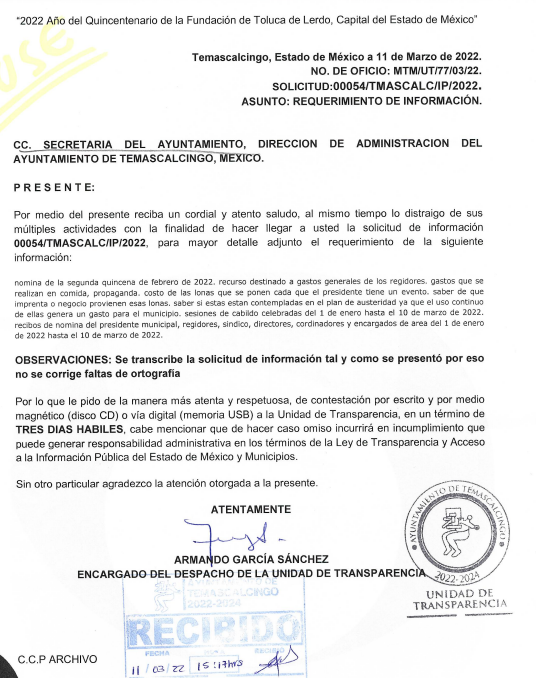 "2022 Año del Quincentenario de la Fundación de Toluca de Lerdo, Capital del Estado de México"
Temascalcingo, Estado de México a 11 de Marzo de 2022.
NO. DE OFICIO: MTM/UT/77/03/22.
SOLICITUD:00054/TMASCALC/IP/2022.
ASUNTO: REQUERIMIENTO DE INFORMACIÓN.
CC. SECRETARIA DEL AYUNTAMIENTO, DIRECCION DE ADMINISTRACION DEL
AYUNTAMIENTO DE TEMASCALCINGO, MEXICO.
P R E S E N T E:
Por medio del presente reciba un cordial y atento saludo, al mismo tiempo lo distraigo de sus
múltiples actividades con la finalidad de hacer llegar a usted la solicitud de información
00054/TMASCALC/IP/2022, para mayor detalle adjunto el requerimiento de la siguiente
información:
nomina de la segunda quincena de febrero de 2022. recurso destinado a gastos generales de los regidores. gastos que se
realizan en comida, propaganda. costo de las lonas que se ponen cada que el presidente tiene un evento. saber de que
imprenta o negocio provienen esas lonas. saber si estas estan contempladas en el plan de austeridad ya que el uso continuo
de ellas genera un gasto para el municipio. sesiones de cabildo celebradas del 1 de enero hasta el 10 de marzo de 2022.
recibos de nomina del presidente municipal, regidores, sindico, directores, cordinadores y encargados de area del 1 de enero
de 2022 hasta el 10 de marzo de 2022.
OBSERVACIONES: Se transcribe la solicitud de información tal y como se presentó por eso
no se corrige faltas de ortografía
Por lo que le pido de la manera más atenta y respetuosa, de contestación por escrito y por medio
magnético (disco CD) o vía digital (memoria USB) a la Unidad de Transparencia, en un término de
TRES DIAS HABILES, cabe mencionar que de hacer caso omiso incurrirá en incumplimiento que
puede generar responsabilidad administrativa en los términos de la Ley de Transparencia y Acceso
a la Información Pública del Estado de México y Municipios.
Sin otro particular agradezco la atención otorgada a la presente.
ATENTAMENTE
ARMANDO GARCÍA SÁNCHEZ
ENCARGADO DEL DESPACHO DE LA UNIDAD DE TRANSPARENCIA
AYUNTAMIENTO DE TEMASCALCINGO
2022-2024
UNIDAD DE
TRANSPARENCIA
TEMASCALCINGO
2022-2024
RECIBIDO
FECHA
11 / 03 / 22 15:17hrs
C.C.P ARCHIVO